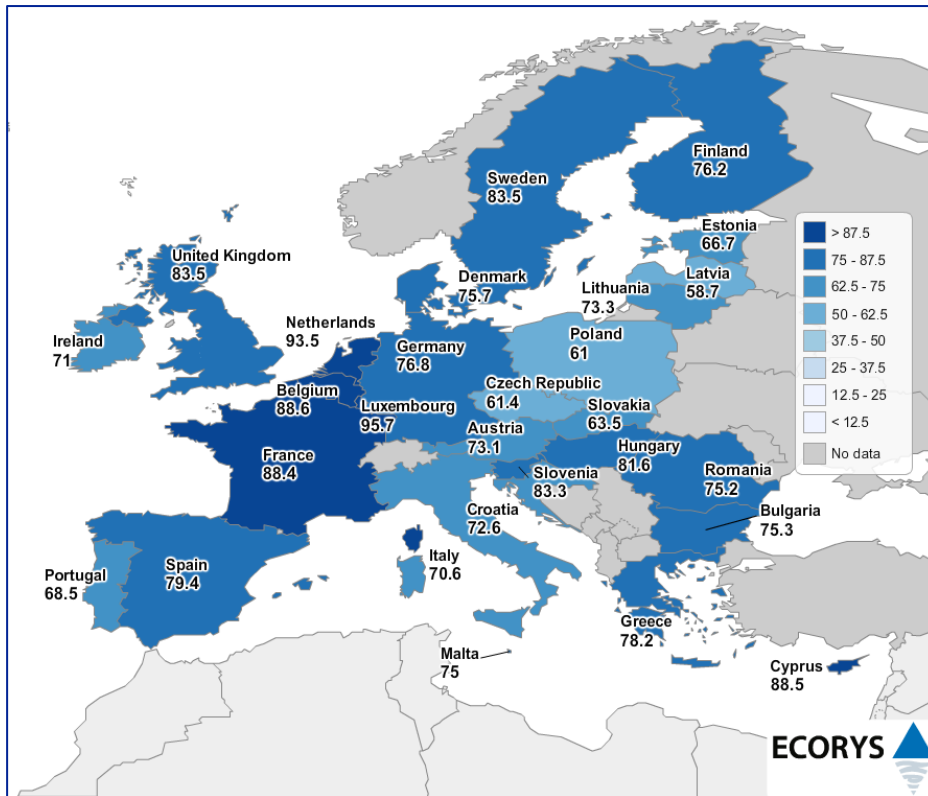 Finland
76.2
Sweden
83.5
Estonia
66.7
United Kingdom
83.5
Denmark
75.7
Latvia
58.7
Lithuania
73.3
Netherlands
93.5
Ireland
71
Germany
76.8
Poland
61
Belgium
88.6
Czech Republic
61.4
Luxembourg
95.7
Slovakia
63.5
Austria
73.1
France
88.4
Hungary
81.6
Slovenia
83.3
Romania
75.2
Croatia
72.6
Bulgaria
75.3
Italy
70.6
Spain
79.4
Portugal
68.5
Greece
78.2
Malta
75
Cyprus
88.5
> 87.5
75 - 87.5
62.5 - 75
50 - 62.5
37.5 - 50
25 - 37.5
12.5 - 25
< 12.5
No data
ECORYS